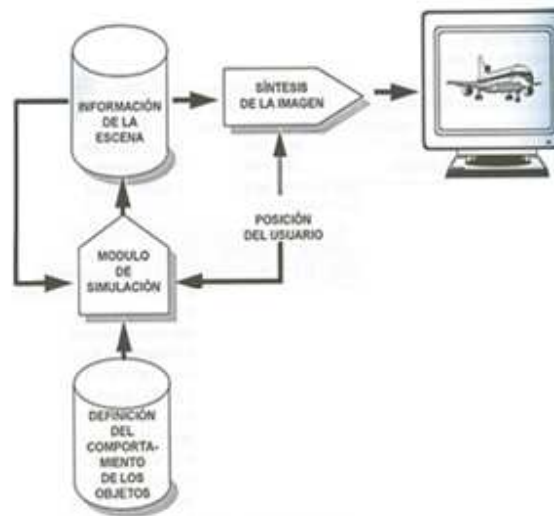 INFORMACIÓN
DE LA
ESCENA
SÍNTESIS
DE LA IMAGEN
POSICIÓN
DEL USUARIO
MODULO
DE
SIMULACIÓN
DEFINICIÓN
DEL
COMPORTA-
MIENTO
DE LOS
OBJETOS